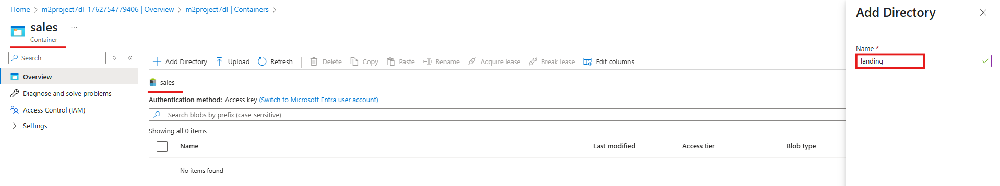 Home > m2project7dl_1762754779406 | Overview > m2project7dl | Containers >
sales ...
Container
Search
Overview
Diagnose and solve problems
Access Control (IAM)
Settings
Add Directory Upload Refresh Delete Copy Paste Rename Acquire lease Break lease Edit columns
sales
Authentication method: Access key (Switch to Microsoft Entra user account)
Search blobs by prefix (case-sensitive)
Showing all 0 items
Name Last modified Access tier Blob type
No items found
Add Directory
Name *
landing